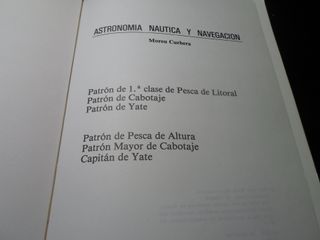 ASTRONOMIA NAUTICA Y NAVEGACION
Moreu Curbera
Patrón de 1.ª clase de Pesca de Litoral
Patrón de Cabotaje
Patrón de Yate
Patrón de Pesca de Altura
Patrón Mayor de Cabotaje
Capitán de Yate